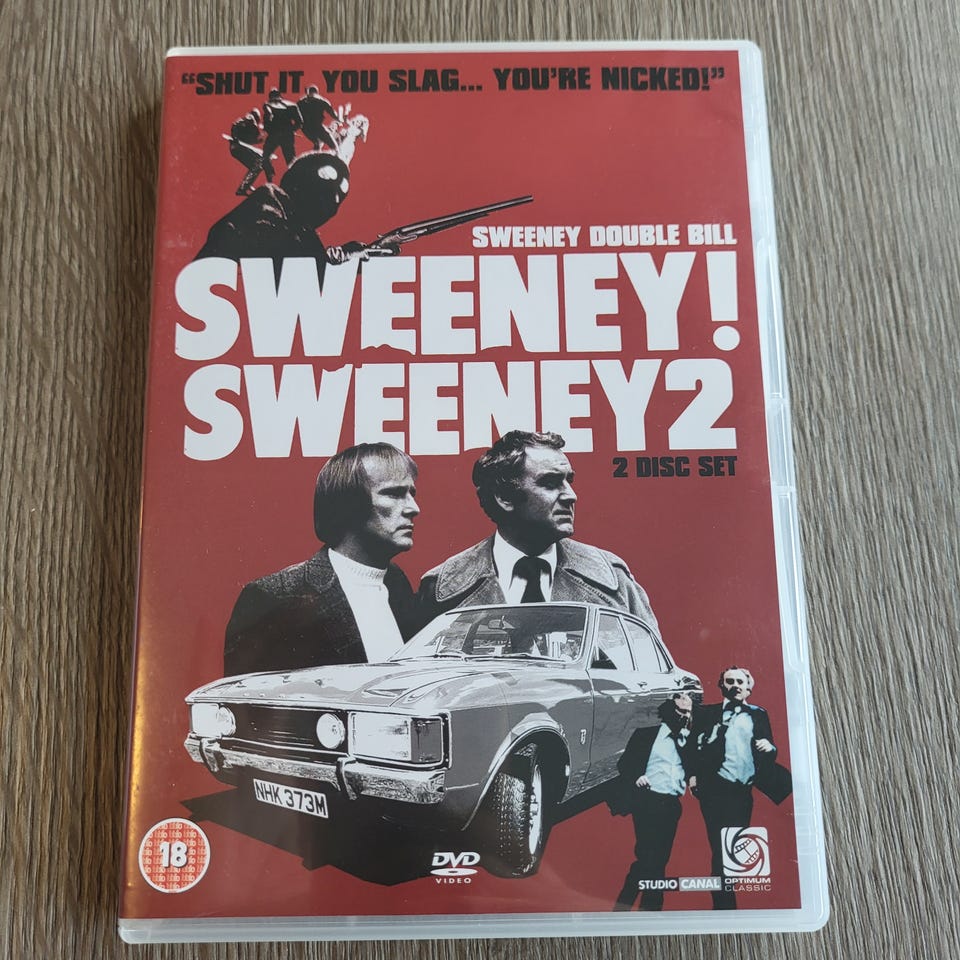 “SHUT IT, YOU SLAG... YOU'RE NICKED!”
SWEENEY DOUBLE BILL
SWEENEY!
SWEENEY2
2 DISC SET
NHK 373M
18
DVD
VIDEO
STUDIO CANAL
OPTIMUM
CLASSIC